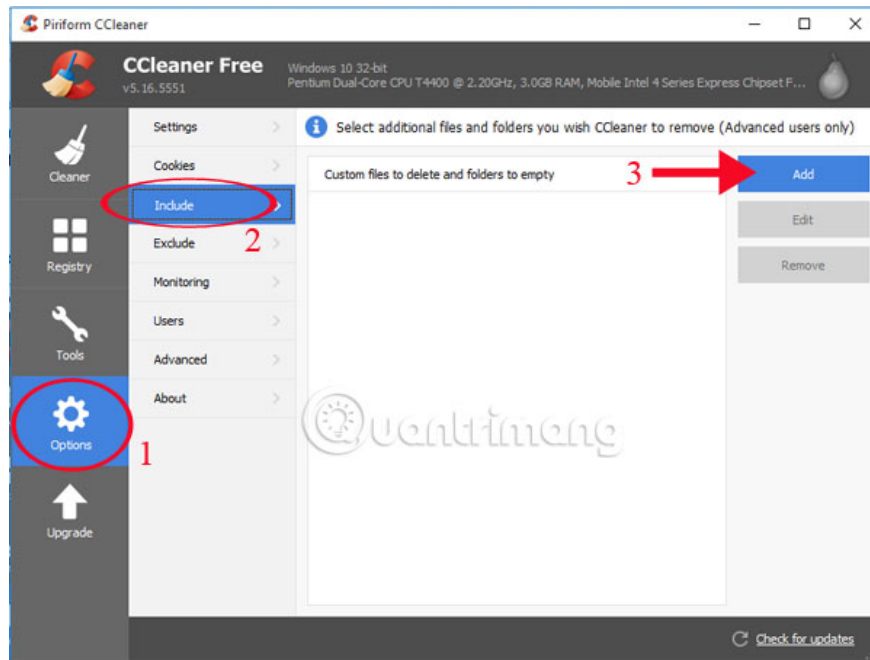 Piriform CCleaner
CCleaner Free
v5.16.5551
Windows 10 32-bit
Pentium Dual-Core CPU T4400 @ 2.20GHz, 3.0GB RAM, Mobile Intel 4 Series Express Chipset F...
Cleaner
Registry
Tools
Options
1
Upgrade
Settings
Cookies
Include
2
Exclude
Monitoring
Users
Advanced
About
Select additional files and folders you wish CCleaner to remove (Advanced users only)
Custom files to delete and folders to empty
3
Add
Edit
Remove
Quantrimang
Check for updates